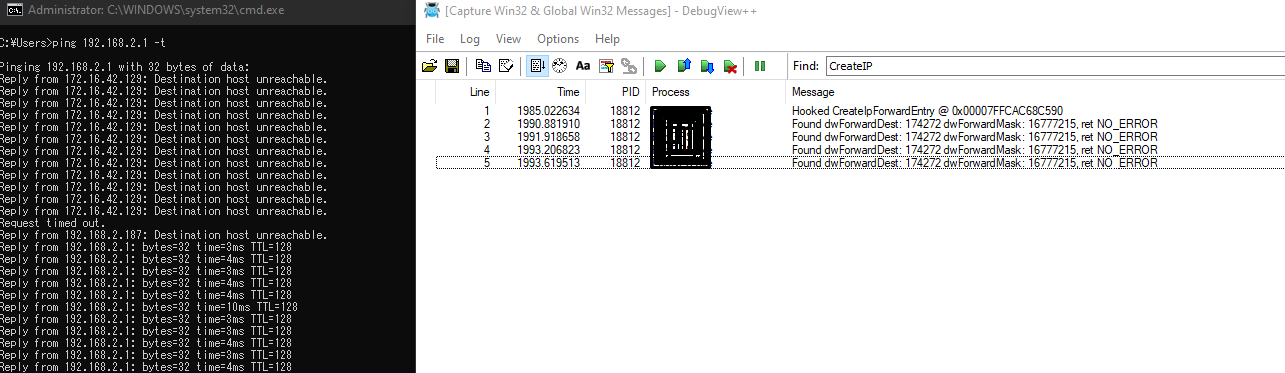 Administrator: C:\WINDOWS\system32\cmd.exe
C:¥Users>ping 192.168.2.1 -t
Pinging 192.168.2.1 with 32 bytes of data:
Reply from 172.16.42.129: Destination host unreachable.
Reply from 172.16.42.129: Destination host unreachable.
Reply from 172.16.42.129: Destination host unreachable.
Reply from 172.16.42.129: Destination host unreachable.
Reply from 172.16.42.129: Destination host unreachable.
Reply from 172.16.42.129: Destination host unreachable.
Reply from 172.16.42.129: Destination host unreachable.
Reply from 172.16.42.129: Destination host unreachable.
Reply from 172.16.42.129: Destination host unreachable.
Reply from 172.16.42.129: Destination host unreachable.
Reply from 172.16.42.129: Destination host unreachable.
Reply from 172.16.42.129: Destination host unreachable.
Request timed out.
Reply from 192.168.2.187: Destination host unreachable.
Reply from 192.168.2.1: bytes=32 time=3ms TTL=128
Reply from 192.168.2.1: bytes=32 time=4ms TTL=128
Reply from 192.168.2.1: bytes=32 time=3ms TTL=128
Reply from 192.168.2.1: bytes=32 time=4ms TTL=128
Reply from 192.168.2.1: bytes=32 time=4ms TTL=128
Reply from 192.168.2.1: bytes=32 time=10ms TTL=128
Reply from 192.168.2.1: bytes=32 time=3ms TTL=128
Reply from 192.168.2.1: bytes=32 time=3ms TTL=128
Reply from 192.168.2.1: bytes=32 time=4ms TTL=128
Reply from 192.168.2.1: bytes=32 time=3ms TTL=128
Reply from 192.168.2.1: bytes=32 time=4ms TTL=128
[Capture Win32 & Global Win32 Messages] - DebugView++
File Log View Options Help
Aa Find: CreateIP
Line Time PID Process Message
1 1985.022634 18812 Hooked CreateIpForwardEntry @ 0x00007FFCAC68C590
2 1990.881910 18812 Found dwForwardDest: 174272 dwForwardMask: 16777215, ret NO_ERROR
3 1991.918658 18812 Found dwForwardDest: 174272 dwForwardMask: 16777215, ret NO_ERROR
4 1993.206823 18812 Found dwForwardDest: 174272 dwForwardMask: 16777215, ret NO_ERROR
5 1993.619513 18812 Found dwForwardDest: 174272 dwForwardMask: 16777215, ret NO_ERROR